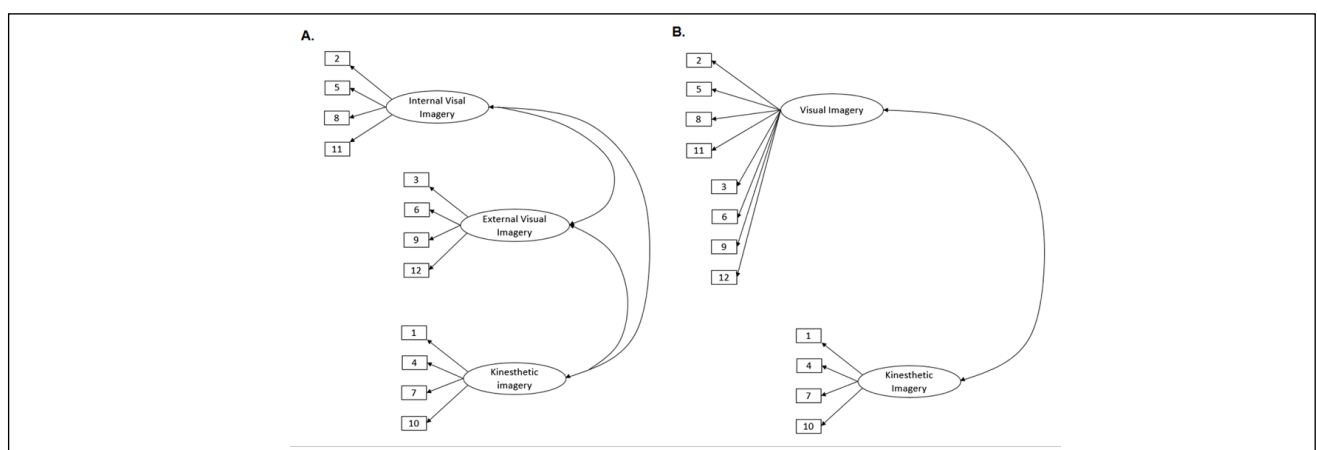 A.
2
5
8
11
Internal Visal
Imagery
3
6
9
12
External Visual
Imagery
1
4
7
10
Kinesthetic
imagery
B.
2
5
8
11
Visual Imagery
3
6
9
12
1
4
7
10
Kinesthetic
Imagery